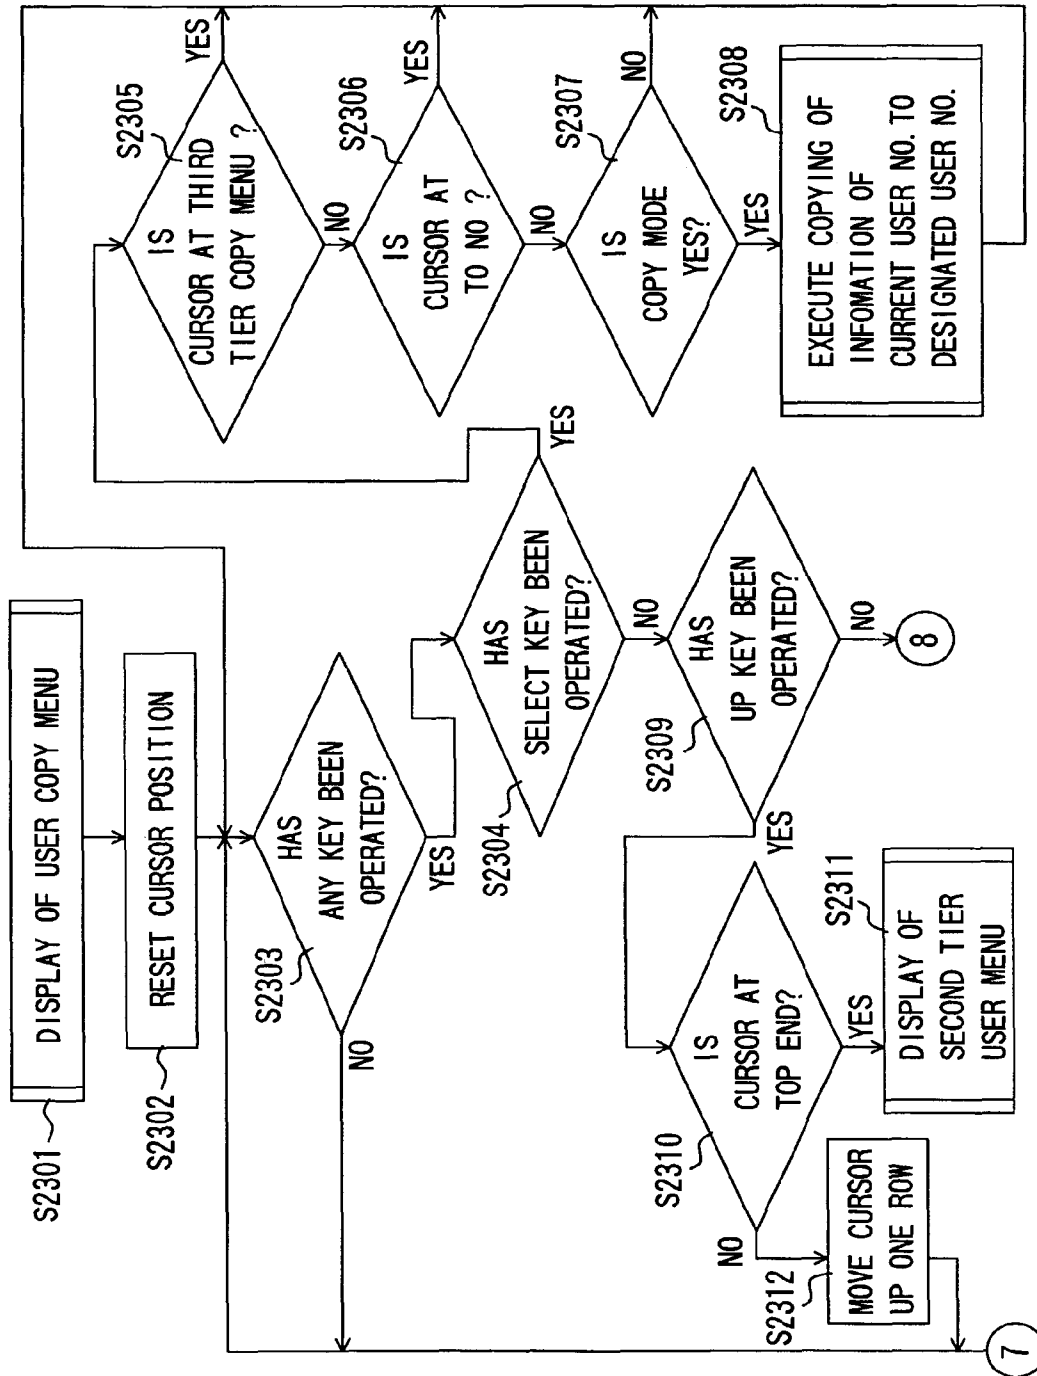 S2301
DISPLAY OF USER COPY MENU
S2302
RESET CURSOR POSITION
S2303
HAS
ANY KEY BEEN
OPERATED?
NO
YES
S2304
HAS
SELECT KEY BEEN
OPERATED?
YES
NO
S2305
IS
CURSOR AT THIRD
TIER COPY MENU ?
YES
NO
S2306
IS
CURSOR AT
TO NO ?
YES
NO
S2307
IS
COPY MODE
YES?
NO
YES
S2308
EXECUTE COPYING OF
INFOMATION OF
CURRENT USER NO. TO
DESIGNATED USER NO.
S2309
HAS
UP KEY BEEN
OPERATED?
YES
NO
8
S2310
IS
CURSOR AT
TOP END?
NO
YES
S2311
DISPLAY OF
SECOND TIER
USER MENU
S2312
MOVE CURSOR
UP ONE ROW
7